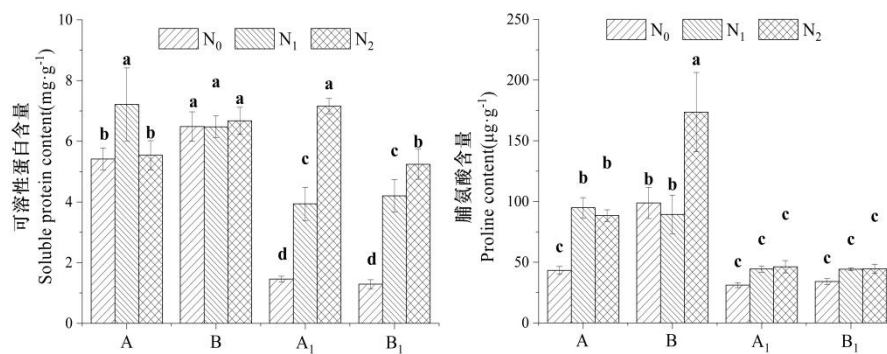 可溶性蛋白含量
Soluble protein content(mg·g⁻¹)
10
8
6
4
2
0
N₀ N₁ N₂
b a b a a a d c a d c b
A B A₁ B₁
脯氨酸含量
Proline content(μg·g⁻¹)
250
200
150
100
50
0
N₀ N₁ N₂
c b b b b a c c c c c c
A B A₁ B₁